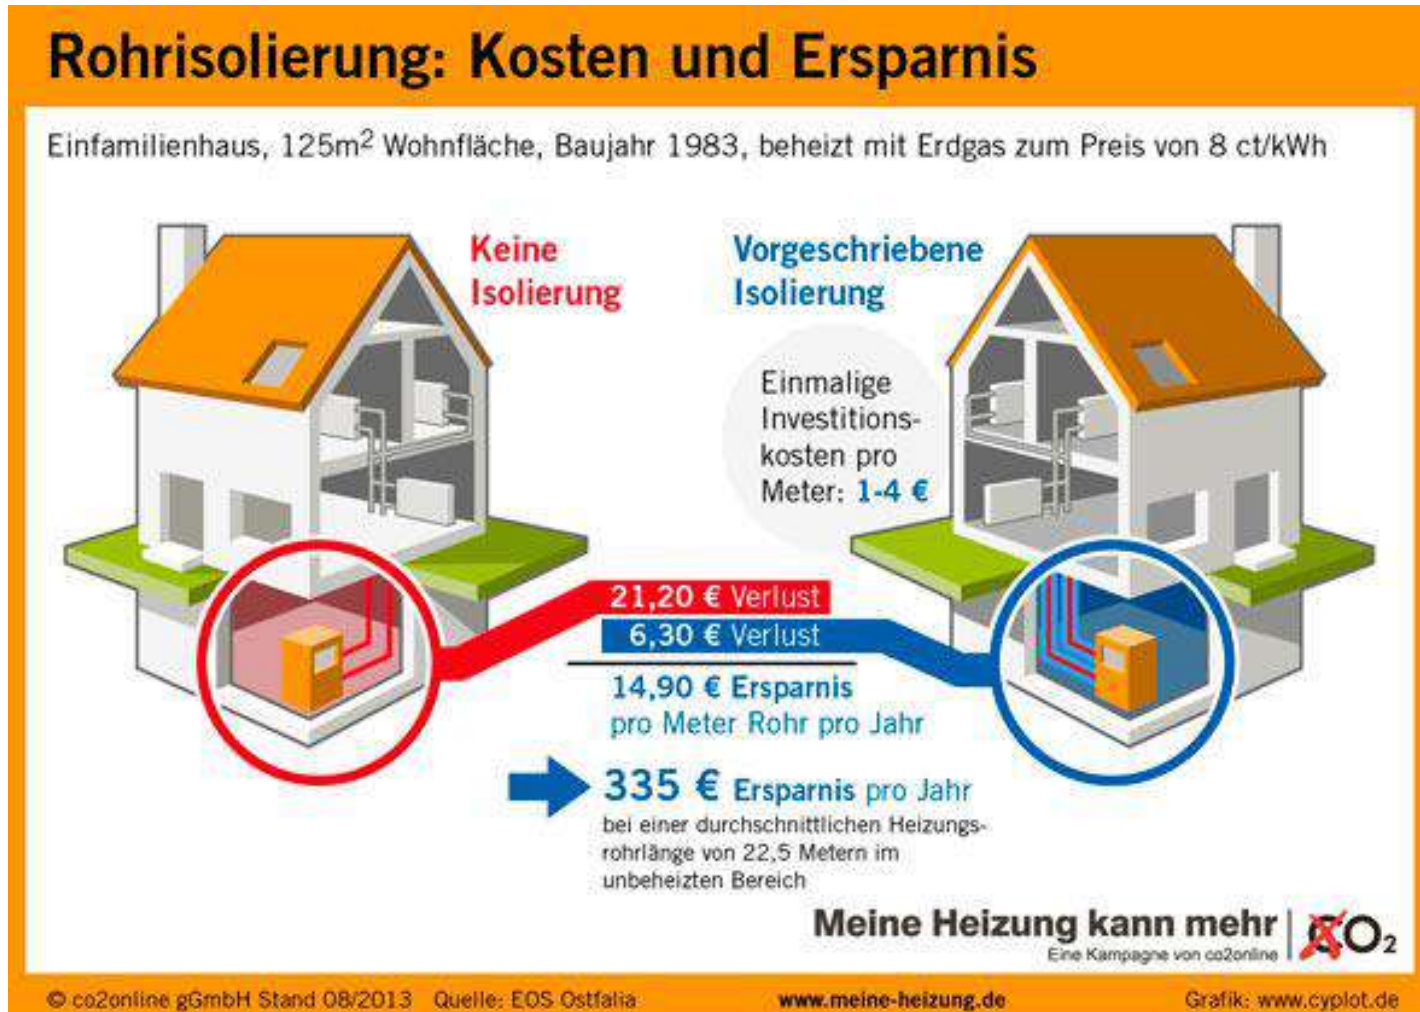 Rohrisolierung: Kosten und Ersparnis
Einfamilienhaus, 125m² Wohnfläche, Baujahr 1983, beheizt mit Erdgas zum Preis von 8 ct/kWh
Keine
Isolierung
Vorgeschriebene
Isolierung
Einmalige
Investitions-
kosten pro
Meter: 1-4 €
21,20 € Verlust
6,30 € Verlust
14,90 € Ersparnis
pro Meter Rohr pro Jahr
335 € Ersparnis pro Jahr
bei einer durchschnittlichen Heizungs-
rohrlänge von 22,5 Metern im
unbeheizten Bereich
Meine Heizung kann mehr
Eine Kampagne von co2online
CO₂
© co2online gGmbH Stand 08/2013 Quelle: EOS Ostfalia
www.meine-heizung.de
Grafik: www.cyplot.de